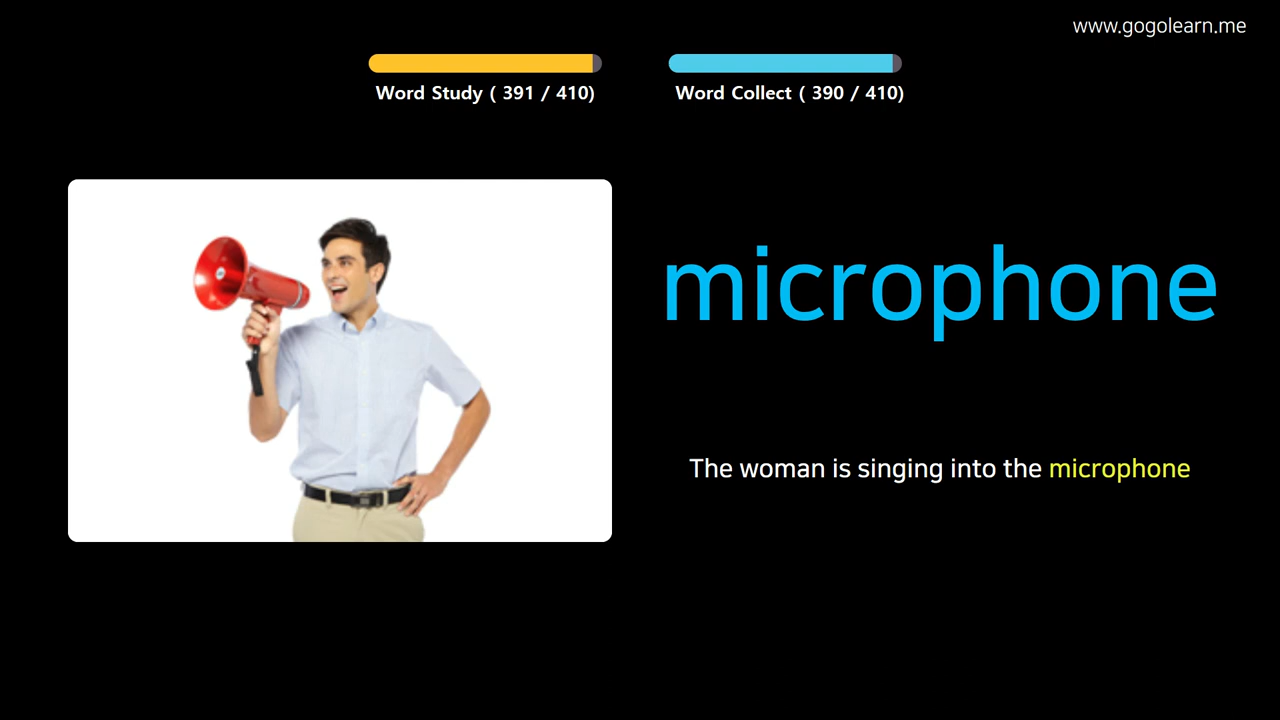 www.gogolearn.me
Word Study ( 391 / 410)
Word Collect ( 390 / 410)
microphone
The woman is singing into the microphone